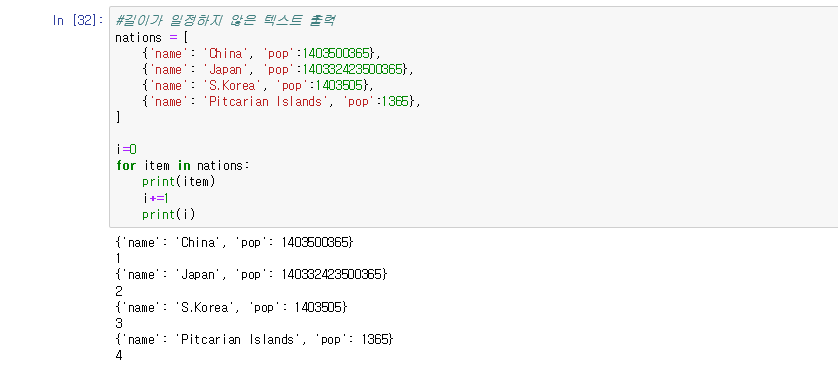 In [32]: #길이가 일정하지 않은 텍스트 출력
nations = [
    {'name': 'China', 'pop':1403500365},
    {'name': 'Japan', 'pop':140332423500365},
    {'name': 'S.Korea', 'pop':1403505},
    {'name': 'Pitcarian Islands', 'pop':1365},
]

i=0
for item in nations:
    print(item)
    i+=1
    print(i)
{'name': 'China', 'pop': 1403500365}
1
{'name': 'Japan', 'pop': 140332423500365}
2
{'name': 'S.Korea', 'pop': 1403505}
3
{'name': 'Pitcarian Islands', 'pop': 1365}
4